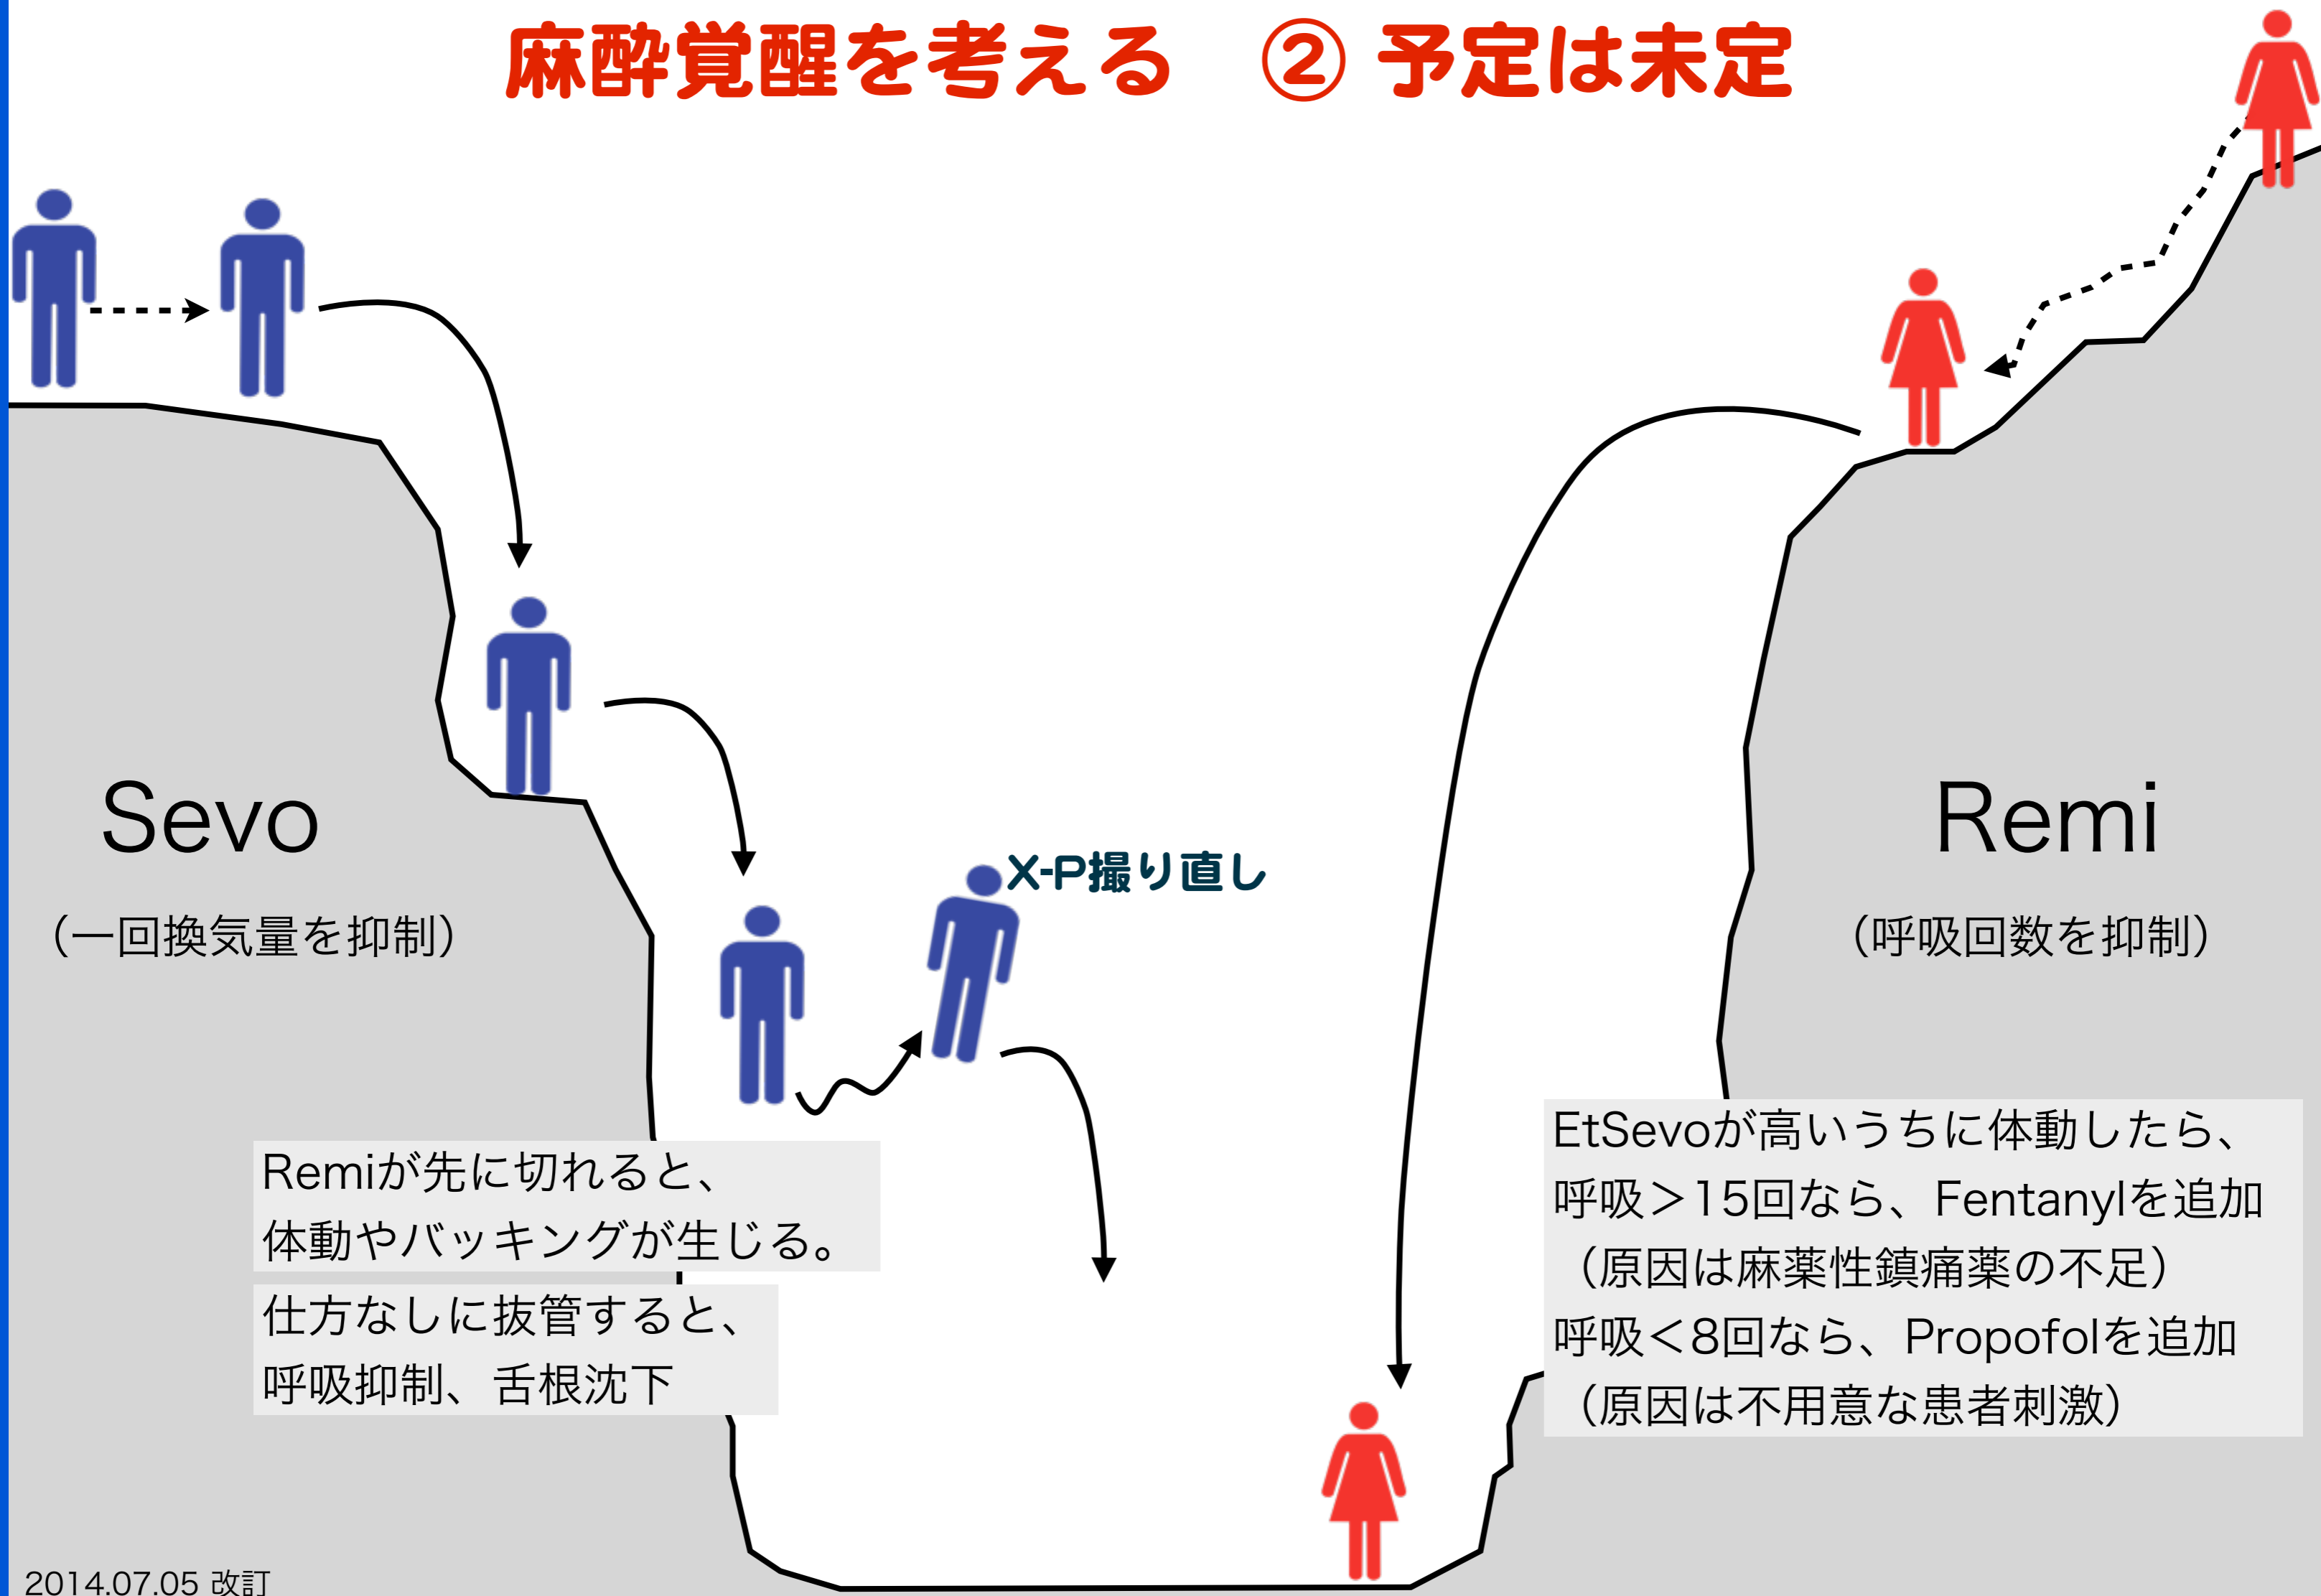 麻酔覚醒を考える ② 予定は未定
Sevo
（一回換気量を抑制）
Remi
（呼吸回数を抑制）
X-P撮り直し
Remiが先に切れると、
体動やバッキングが生じる。
仕方なしに抜管すると、
呼吸抑制、舌根沈下
EtSevoが高いうちに体動したら、
呼吸＞15回なら、Fentanylを追加
（原因は麻薬性鎮痛薬の不足）
呼吸＜8回なら、Propofolを追加
（原因は不用意な患者刺激）
2014.07.05 改訂